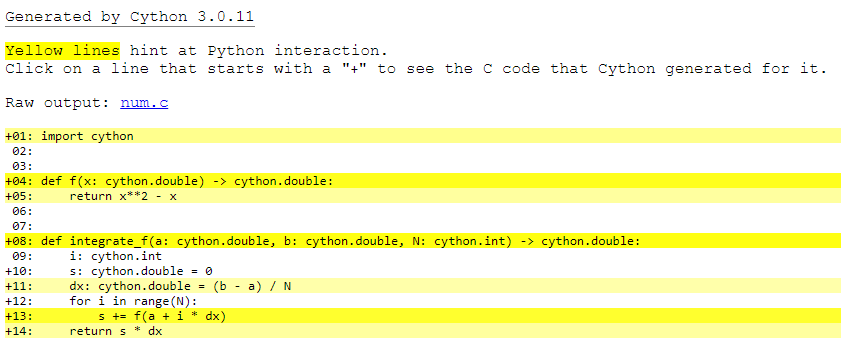 Generated by Cython 3.0.11
Yellow lines hint at Python interaction.
Click on a line that starts with a "+" to see the C code that Cython generated for it.
Raw output: num.c
+01: import cython
 02:
 03:
+04: def f(x: cython.double) -> cython.double:
+05:     return x**2 - x
 06:
 07:
+08: def integrate_f(a: cython.double, b: cython.double, N: cython.int) -> cython.double:
 09:     i: cython.int
+10:     s: cython.double = 0
+11:     dx: cython.double = (b - a) / N
+12:     for i in range(N):
+13:         s += f(a + i * dx)
+14:     return s * dx